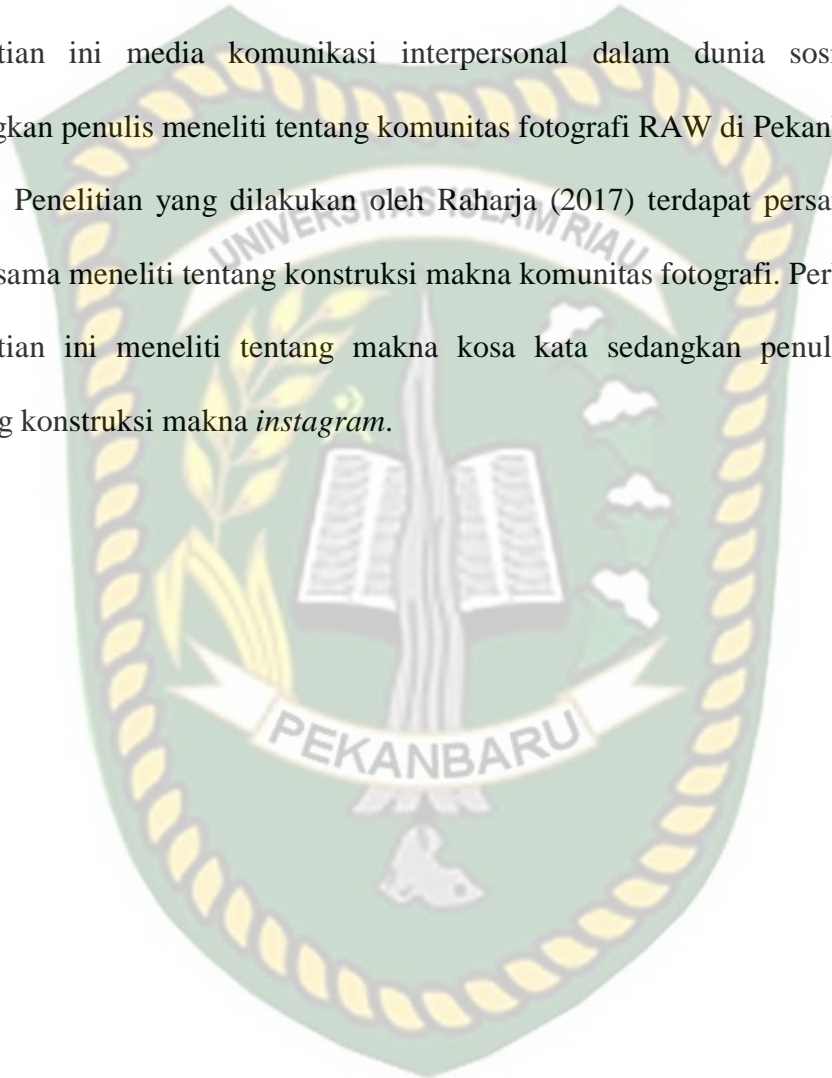 tian ini media komunikasi interpersonal dalam dunia sosi
gkan penulis meneliti tentang komunitas fotografi RAW di Pekanb
Penelitian yang dilakukan oleh Raharja (2017) terdapat persa
UNIVERSITAS ISLAM RIAU
sama meneliti tentang konstruksi makna komunitas fotografi. Per
tian ini meneliti tentang makna kosa kata sedangkan penul
g konstruksi makna instagram.
PEKANBARU